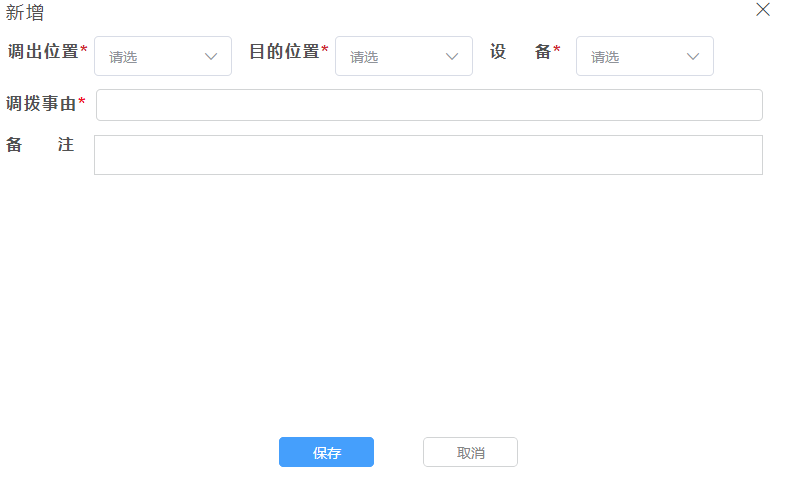 新增
调出位置* 请选 目的位置* 请选 设 备* 请选
调拨事由*
备 注
保存 取消